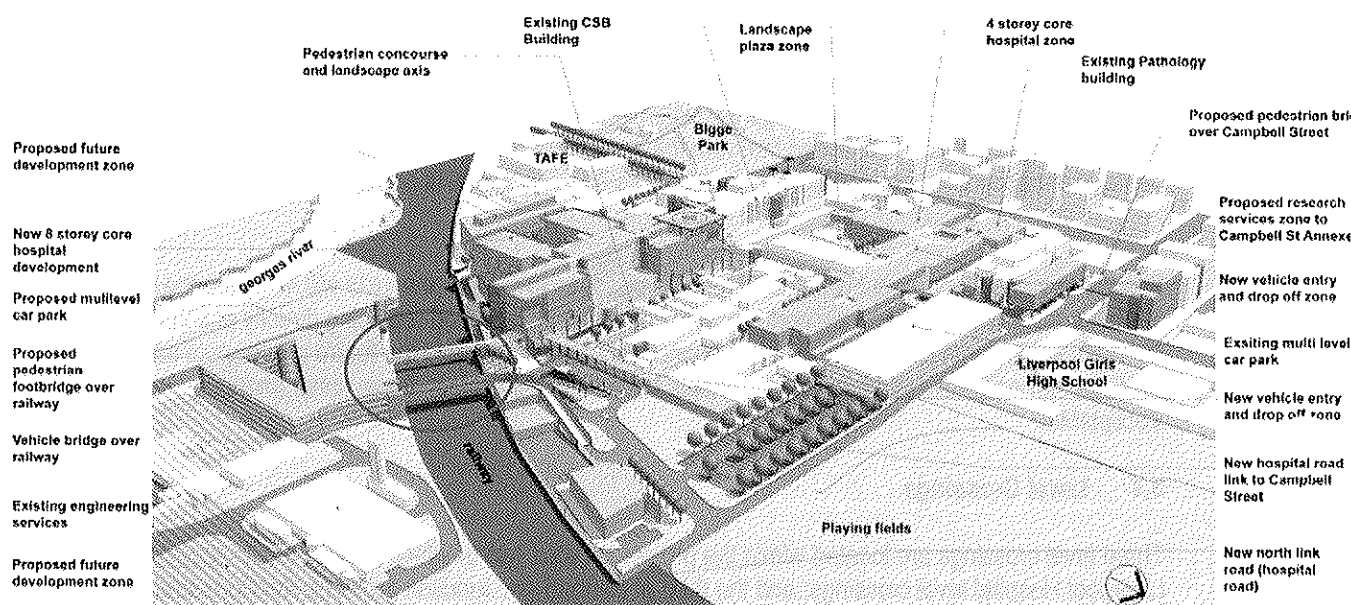 Existing CSB
Building
Landscape
plaza zone
4 storey core
hospital zone
Pedestrian concourse
and landscape axis
Existing Pathology
building
Proposed pedestrian bri
over Campbell Street
Proposed future
development zone
New 8 storey core
hospital
development
Proposed mulilevel
car park
Proposed
pedestrian
footbridge over
railway
Vehicle bridge over
railway
Existing engineering
services
Proposed future
development zone
TAFE
Bigge
Park
georges river
railway
Liverpool Girls
High School
Playing fields
Proposed research
services zone to
Campbell St Annexe
New vehicle entry
and drop off zone
Exsiting multi level
car park
New vehicle entry
and drop off zone
New hospital road
link to Campbell
Street
New north link
road (hospital
road)